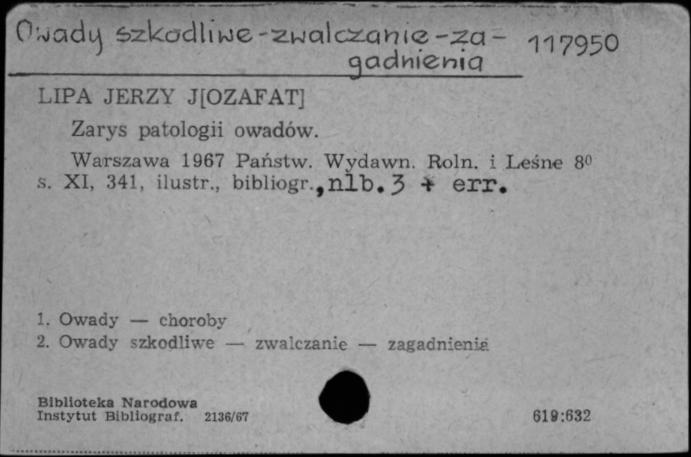 Owady szkodliwe-zwalczanie-za-
gadnienia
117950
LIPA JERZY J[OZAFAT]
Zarys patologii owadów.
Warszawa 1967 Państw. Wydawn. Roln. i Leśne 8⁰
s. XI, 341, ilustr., bibliogr.,nlb.3 + err.
1. Owady — choroby
2. Owady szkodliwe — zwalczanie — zagadnienia
Biblioteka Narodowa
Instytut Bibliograf. 2136/67
619:632